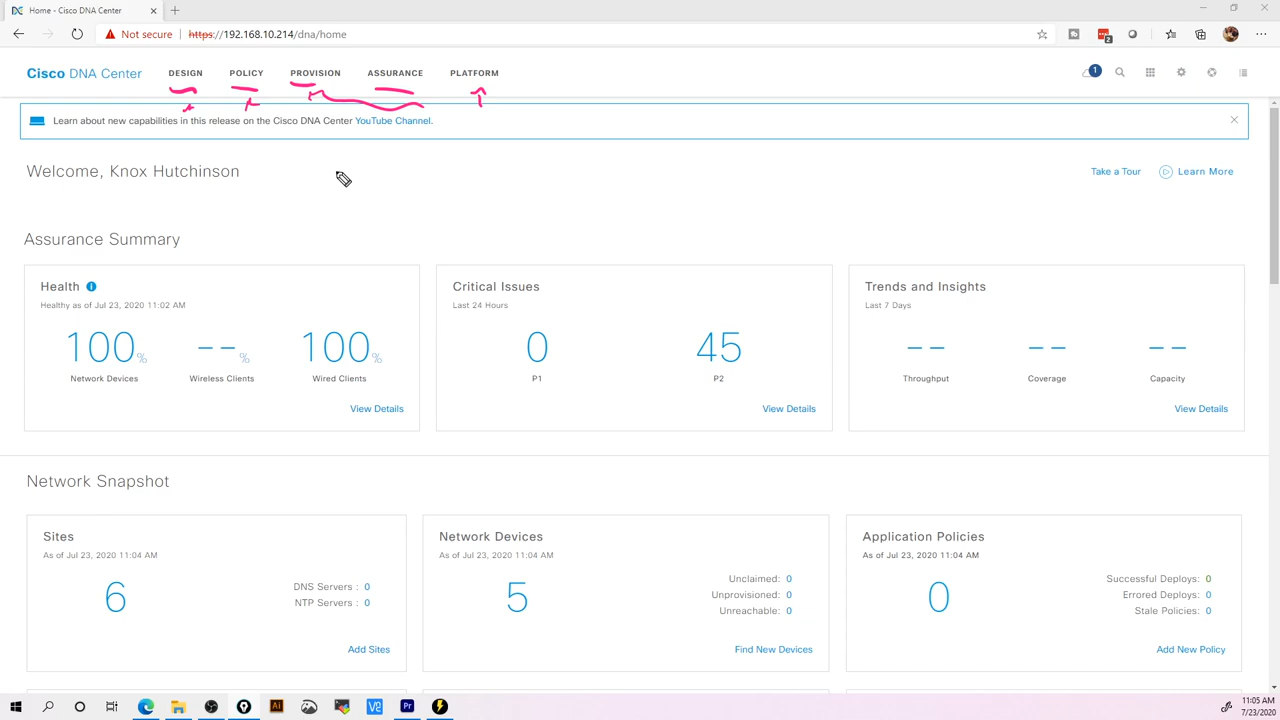 Home - Cisco DNA Center
Not secure https://192.168.10.214/dna/home
2
Cisco DNA Center DESIGN POLICY PROVISION ASSURANCE PLATFORM
1
Learn about new capabilities in this release on the Cisco DNA Center YouTube Channel.
Welcome, Knox Hutchinson
Take a Tour Learn More
Assurance Summary
Health
Healthy as of Jul 23, 2020 11:02 AM
100% --% 100%
Network Devices Wireless Clients Wired Clients
View Details
Critical Issues
Last 24 Hours
0 45
P1 P2
View Details
Trends and Insights
Last 7 Days
-- -- --
Throughput Coverage Capacity
View Details
Network Snapshot
Sites
As of Jul 23, 2020 11:04 AM
6
DNS Servers : 0
NTP Servers : 0
Add Sites
Network Devices
As of Jul 23, 2020 11:04 AM
5
Unclaimed: 0
Unprovisioned: 0
Unreachable: 0
Find New Devices
Application Policies
As of Jul 23, 2020 11:04 AM
0
Successful Deploys: 0
Errored Deploys: 0
Stale Policies: 0
Add New Policy
Ai
Pr
11:05 AM
7/23/2020